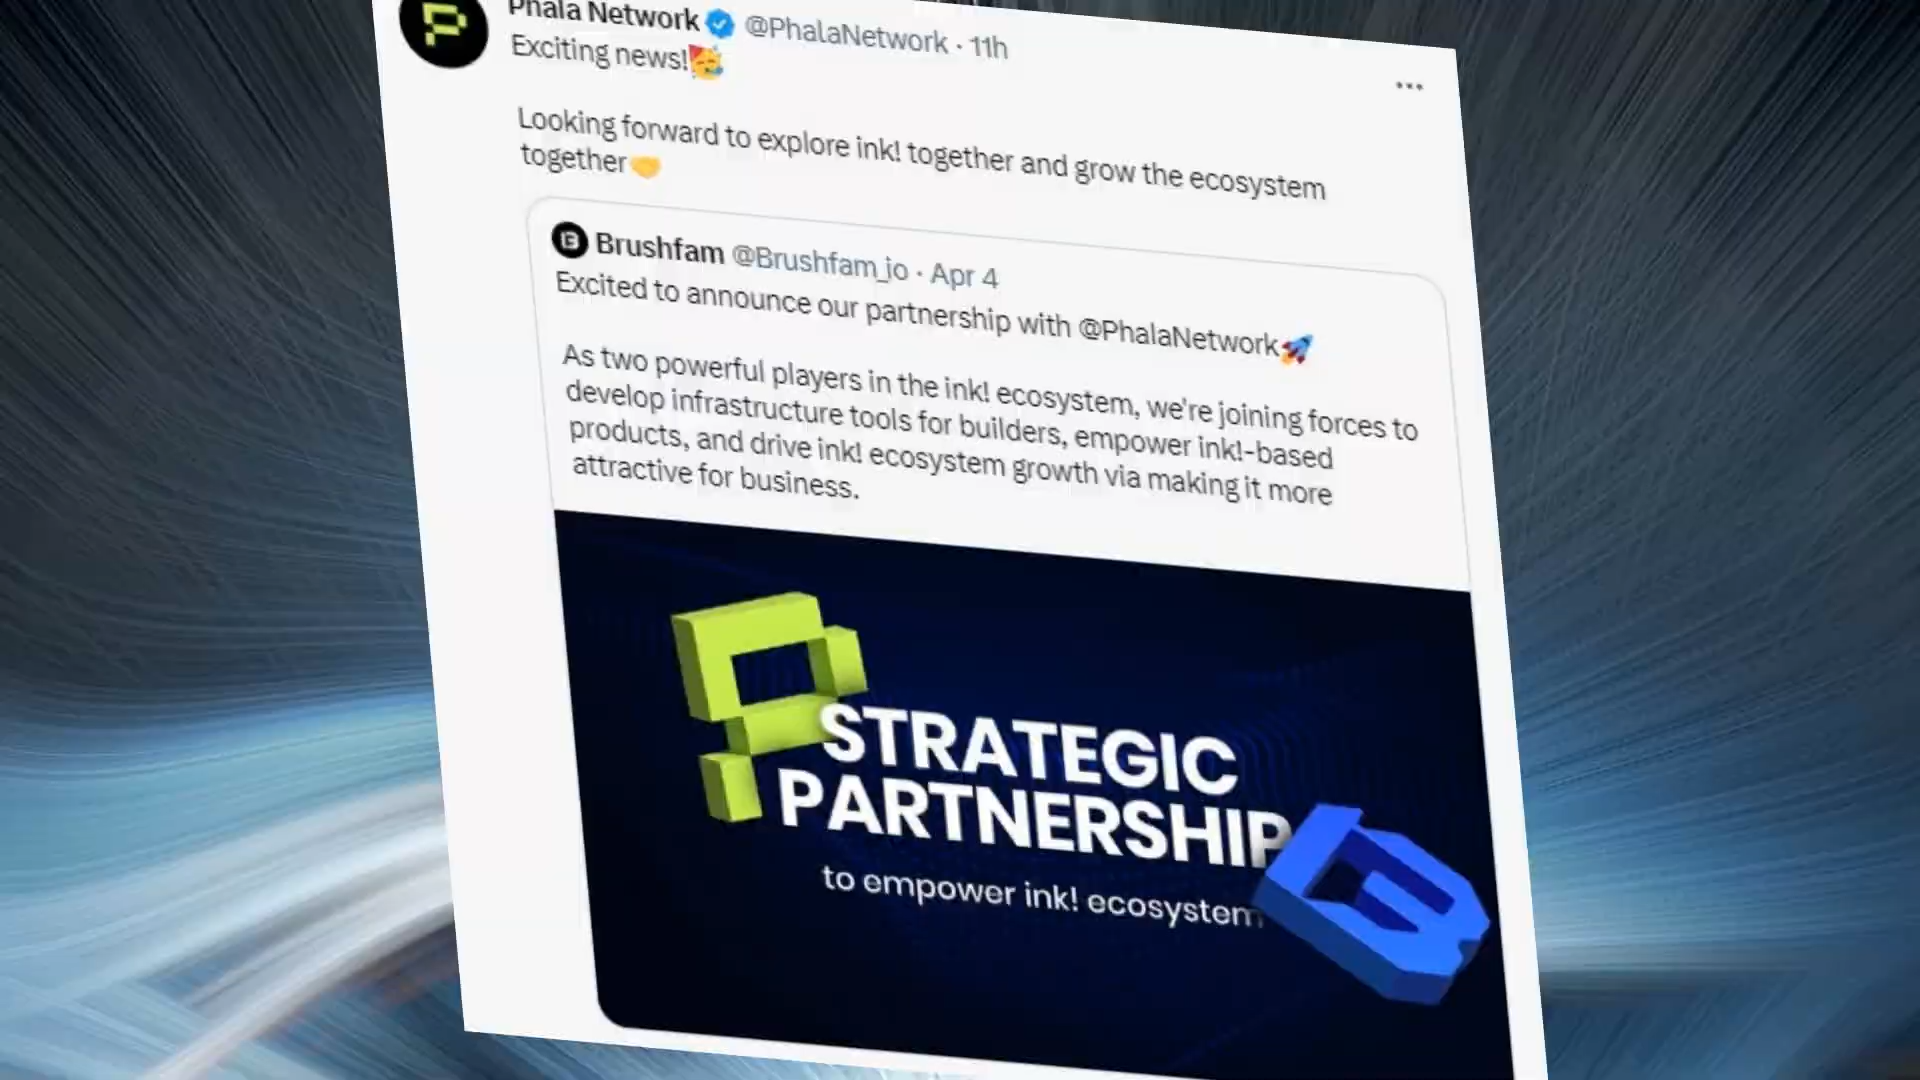 Phala Network @PhalaNetwork · 11h
Exciting news!🥳
Looking forward to explore ink! together and grow the ecosystem
together🤝
Brushfam @Brushfam_io · Apr 4
Excited to announce our partnership with @PhalaNetwork🚀
As two powerful players in the ink! ecosystem, we're joining forces to
develop infrastructure tools for builders, empower ink!-based
products, and drive ink! ecosystem growth via making it more
attractive for business.
STRATEGIC
PARTNERSHIP
to empower ink! ecosystem